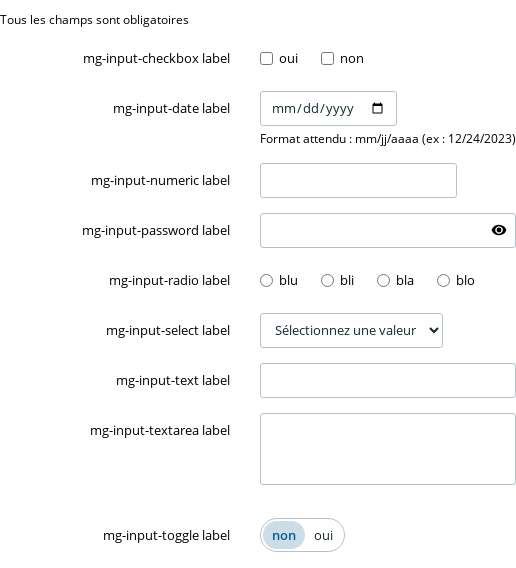 Tous les champs sont obligatoires
mg-input-checkbox label oui non
mg-input-date label mm/dd/yyyy
Format attendu : mm/jj/aaaa (ex : 12/24/2023)
mg-input-numeric label
mg-input-password label
mg-input-radio label blu bli bla blo
mg-input-select label Sélectionnez une valeur
mg-input-text label
mg-input-textarea label
mg-input-toggle label non oui